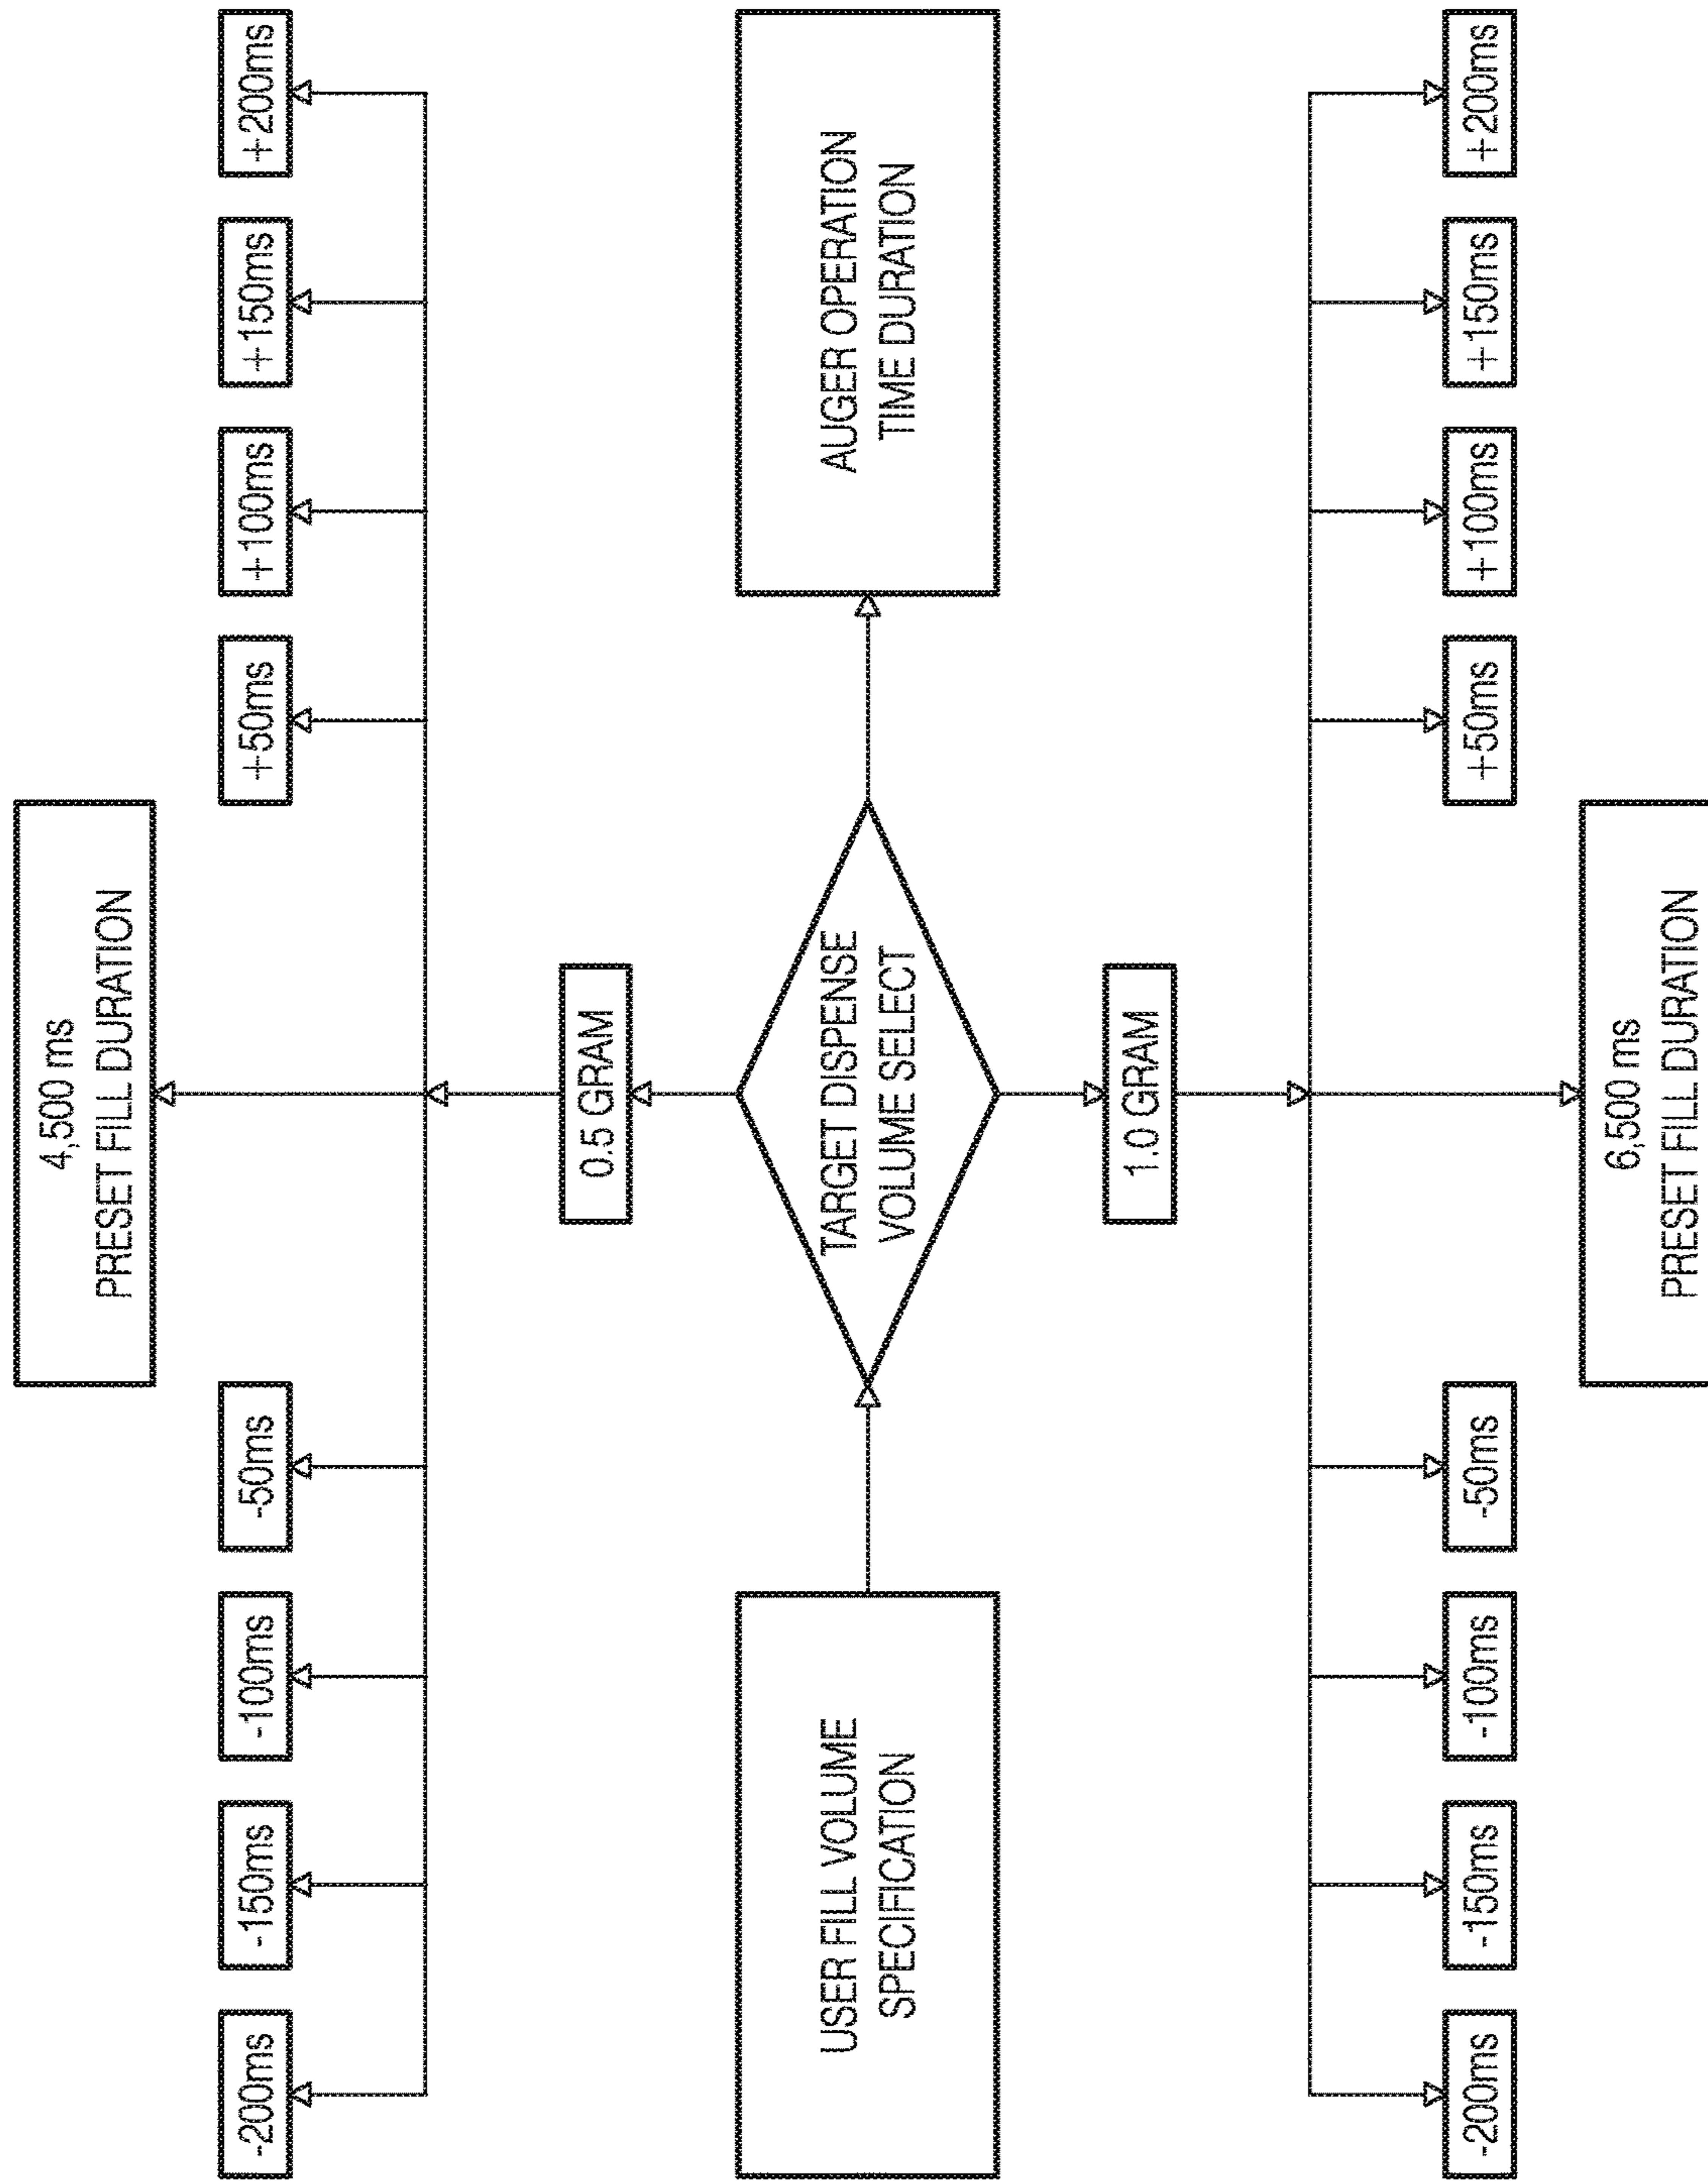 4,500 ms
PRESET FILL DURATION
-200ms
-150ms
-100ms
-50ms
+50ms
+100ms
+150ms
+200ms
0.5 GRAM
USER FILL VOLUME
SPECIFICATION
TARGET DISPENSE
VOLUME SELECT
AUGER OPERATION
TIME DURATION
1.0 GRAM
-200ms
-150ms
-100ms
-50ms
+50ms
+100ms
+150ms
+200ms
6,500 ms
PRESET FILL DURATION